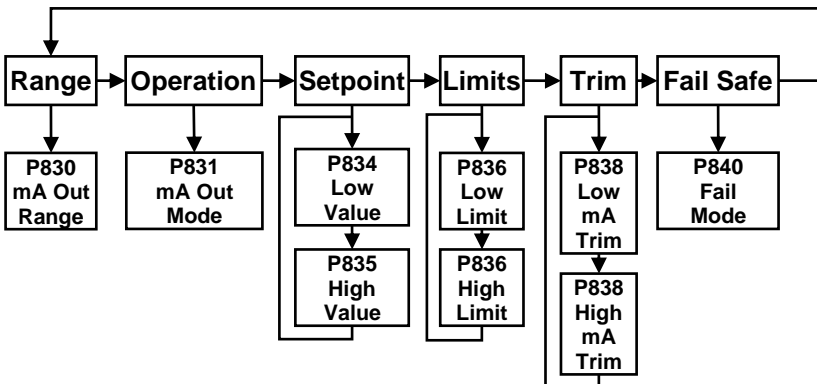 Range
Operation
Setpoint
Limits
Trim
Fail Safe
P830
mA Out
Range
P831
mA Out
Mode
P834
Low
Value
P835
High
Value
P836
Low
Limit
P836
High
Limit
P838
Low
mA
Trim
P838
High
mA
Trim
P840
Fail
Mode